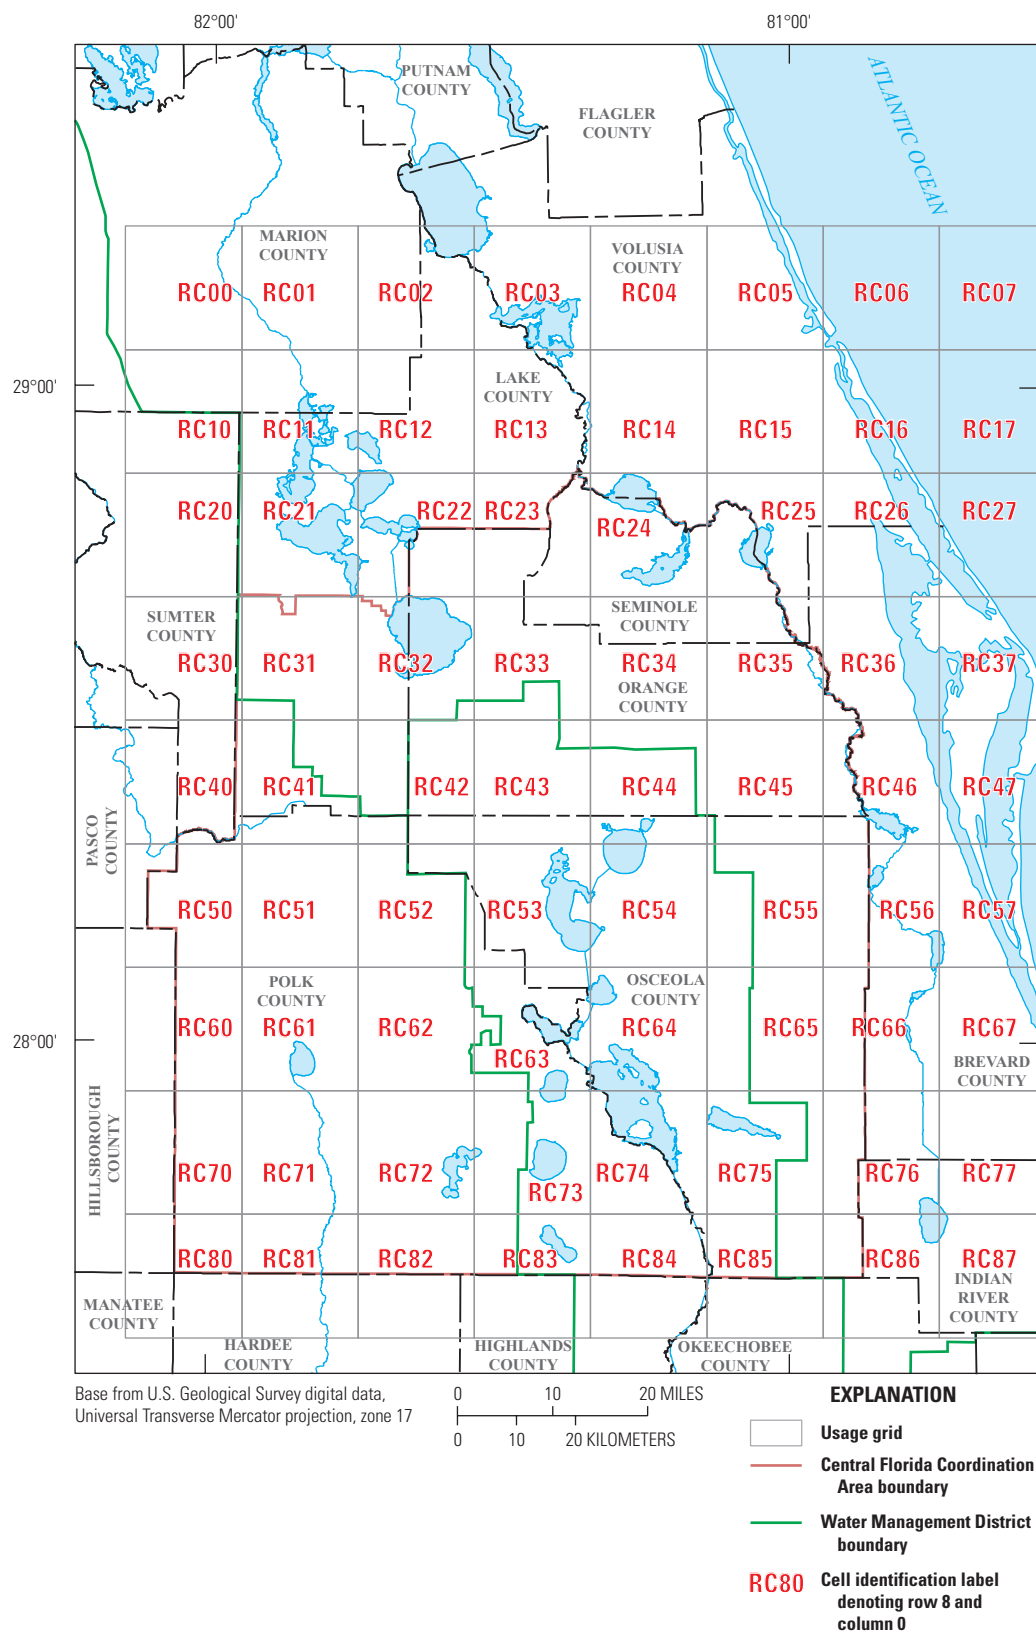 82°00'
81°00'
PUTNAM
COUNTY
FLAGLER
COUNTY
ATLANTIC OCEAN
MARION
COUNTY
VOLUSIA
COUNTY
RC00
RC01
RC02
RC03
RC04
RC05
RC06
RC07
29°00'
LAKE
COUNTY
RC10
RC11
RC12
RC13
RC14
RC15
RC16
RC17
RC20
RC21
RC22
RC23
RC24
RC25
RC26
RC27
SUMTER
COUNTY
SEMINOLE
COUNTY
RC30
RC31
RC32
RC33
RC34
RC35
RC36
RC37
ORANGE
COUNTY
RC40
RC41
RC42
RC43
RC44
RC45
RC46
RC47
PASCO
COUNTY
RC50
RC51
RC52
RC53
RC54
RC55
RC56
RC57
POLK
COUNTY
OSCEOLA
COUNTY
RC60
RC61
RC62
RC63
RC64
RC65
RC66
RC67
28°00'
BREVARD
COUNTY
HILLSBOROUGH
COUNTY
RC70
RC71
RC72
RC73
RC74
RC75
RC76
RC77
RC80
RC81
RC82
RC83
RC84
RC85
RC86
RC87
INDIAN
RIVER
COUNTY
MANATEE
COUNTY
HARDEE
COUNTY
HIGHLANDS
COUNTY
OKEECHOBEE
COUNTY
Base from U.S. Geological Survey digital data,
Universal Transverse Mercator projection, zone 17
0 10 20 MILES
0 10 20 KILOMETERS
EXPLANATION
Usage grid
Central Florida Coordination
Area boundary
Water Management District
boundary
RC80 Cell identification label
denoting row 8 and
column 0